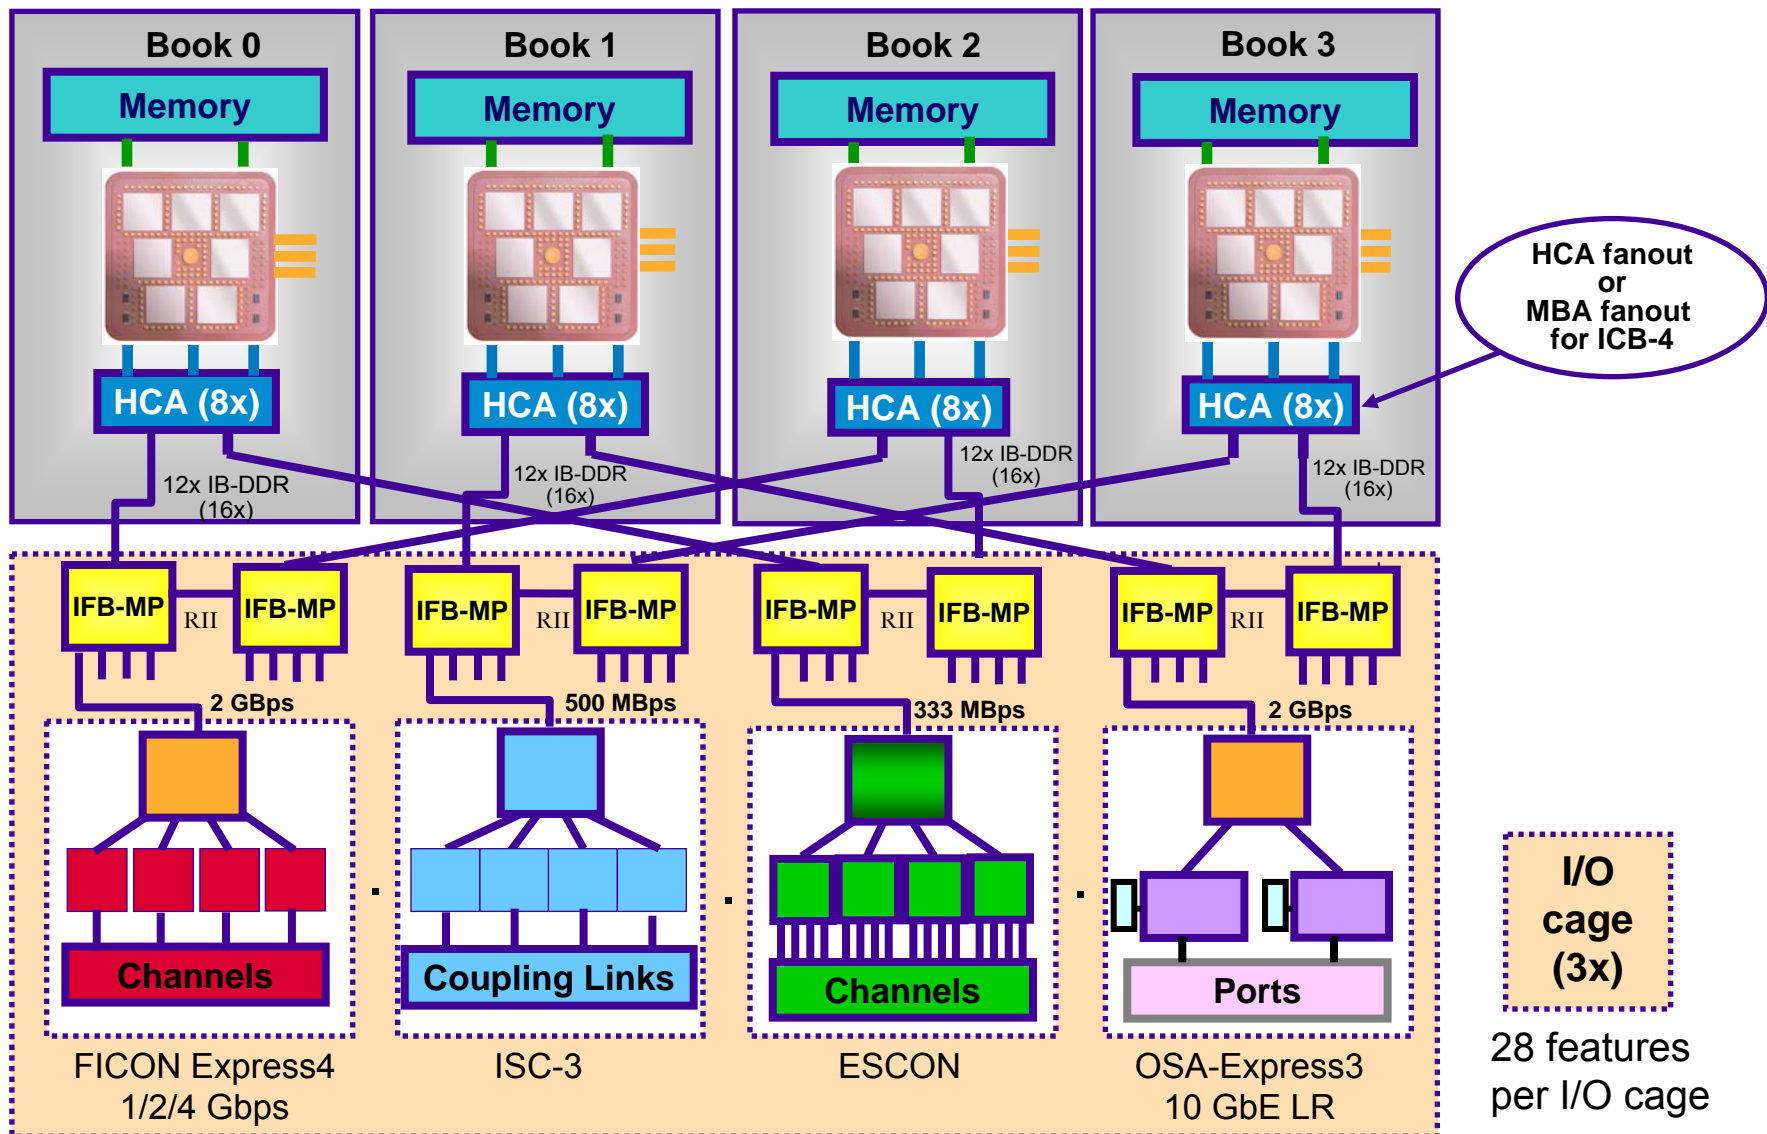 Book 0
Book 1
Book 2
Book 3
Memory
Memory
Memory
Memory
HCA fanout
or
MBA fanout
for ICB-4
HCA (8x)
HCA (8x)
HCA (8x)
HCA (8x)
12x IB-DDR
(16x)
12x IB-DDR
(16x)
12x IB-DDR
(16x)
12x IB-DDR
(16x)
IFB-MP
RII
IFB-MP
IFB-MP
RII
IFB-MP
IFB-MP
RII
IFB-MP
IFB-MP
RII
IFB-MP
2 GBps
500 MBps
333 MBps
2 GBps
Channels
Coupling Links
Channels
Ports
FICON Express4
1/2/4 Gbps
ISC-3
ESCON
OSA-Express3
10 GbE LR
I/O
cage
(3x)
28 features
per I/O cage